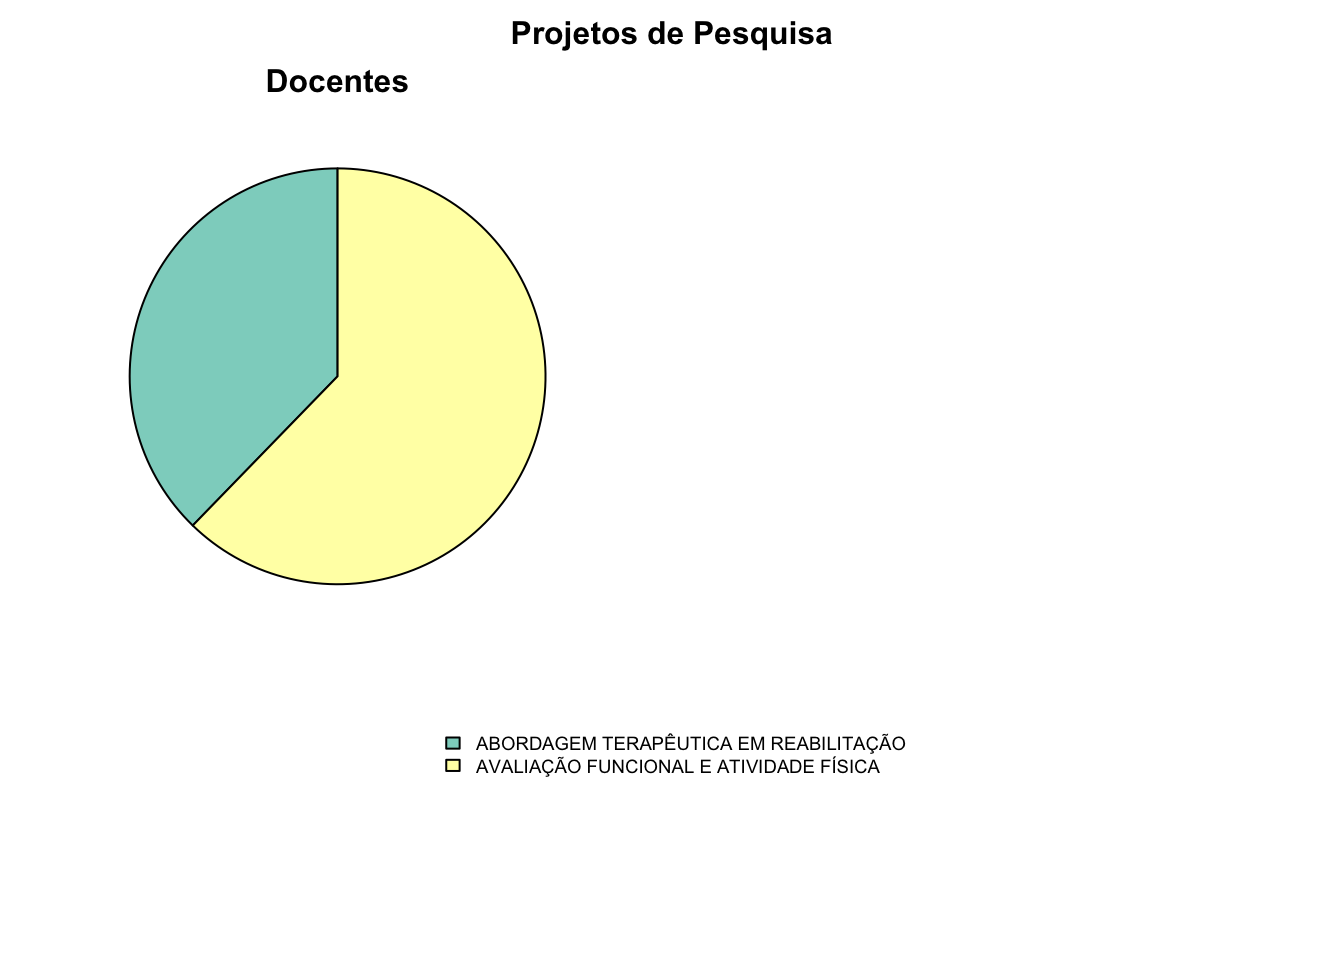 Projetos de Pesquisa
Docentes
ABORDAGEM TERAPÊUTICA EM REABILITAÇÃO
AVALIAÇÃO FUNCIONAL E ATIVIDADE FÍSICA